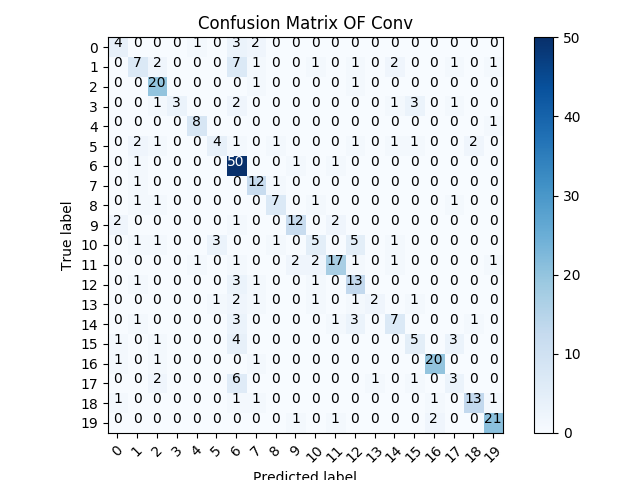 Confusion Matrix OF Conv
0 4 0 0 0 1 0 3 2 0 0 0 0 0 0 0 0 0 0 0 0
1 0 7 2 0 0 0 7 1 0 0 1 0 1 0 2 0 0 1 0 1
2 0 0 20 0 0 0 0 1 0 0 0 0 1 0 0 0 0 0 0 0
3 0 0 1 3 0 0 2 0 0 0 0 0 0 0 1 3 0 1 0 0
4 0 0 0 0 8 0 0 0 0 0 0 0 0 0 0 0 0 0 0 1
5 0 2 1 0 0 4 1 0 1 0 0 0 1 0 1 1 0 0 2 0
6 0 1 0 0 0 0 50 0 0 1 0 1 0 0 0 0 0 0 0 0
7 0 1 0 0 0 0 0 12 1 0 0 0 0 0 0 0 0 0 0 0
8 0 1 1 0 0 0 0 0 7 0 1 0 0 0 0 0 0 1 0 0
9 2 0 0 0 0 0 1 0 0 12 0 2 0 0 0 0 0 0 0 0
10 0 1 1 0 0 3 0 0 1 0 5 0 5 0 1 0 0 0 0 0
11 0 0 0 0 1 0 1 0 0 2 2 17 1 0 1 0 0 0 0 1
12 0 1 0 0 0 0 3 1 0 0 1 0 13 0 0 0 0 0 0 0
13 0 0 0 0 0 1 2 1 0 0 1 0 1 2 0 1 0 0 0 0
14 0 1 0 0 0 0 3 0 0 0 0 1 3 0 7 0 0 0 1 0
15 1 0 1 0 0 0 4 0 0 0 0 0 0 0 0 5 0 3 0 0
16 1 0 1 0 0 0 0 1 0 0 0 0 0 0 0 0 20 0 0 0
17 0 0 2 0 0 0 6 0 0 0 0 0 0 1 0 1 0 3 0 0
18 1 0 0 0 0 0 1 1 0 0 0 0 0 0 0 0 1 0 13 1
19 0 0 0 0 0 0 0 0 0 1 0 1 0 0 0 0 2 0 0 21
0 1 2 3 4 5 6 7 8 9 10 11 12 13 14 15 16 17 18 19
True label
Predicted label
50
40
30
20
10
0